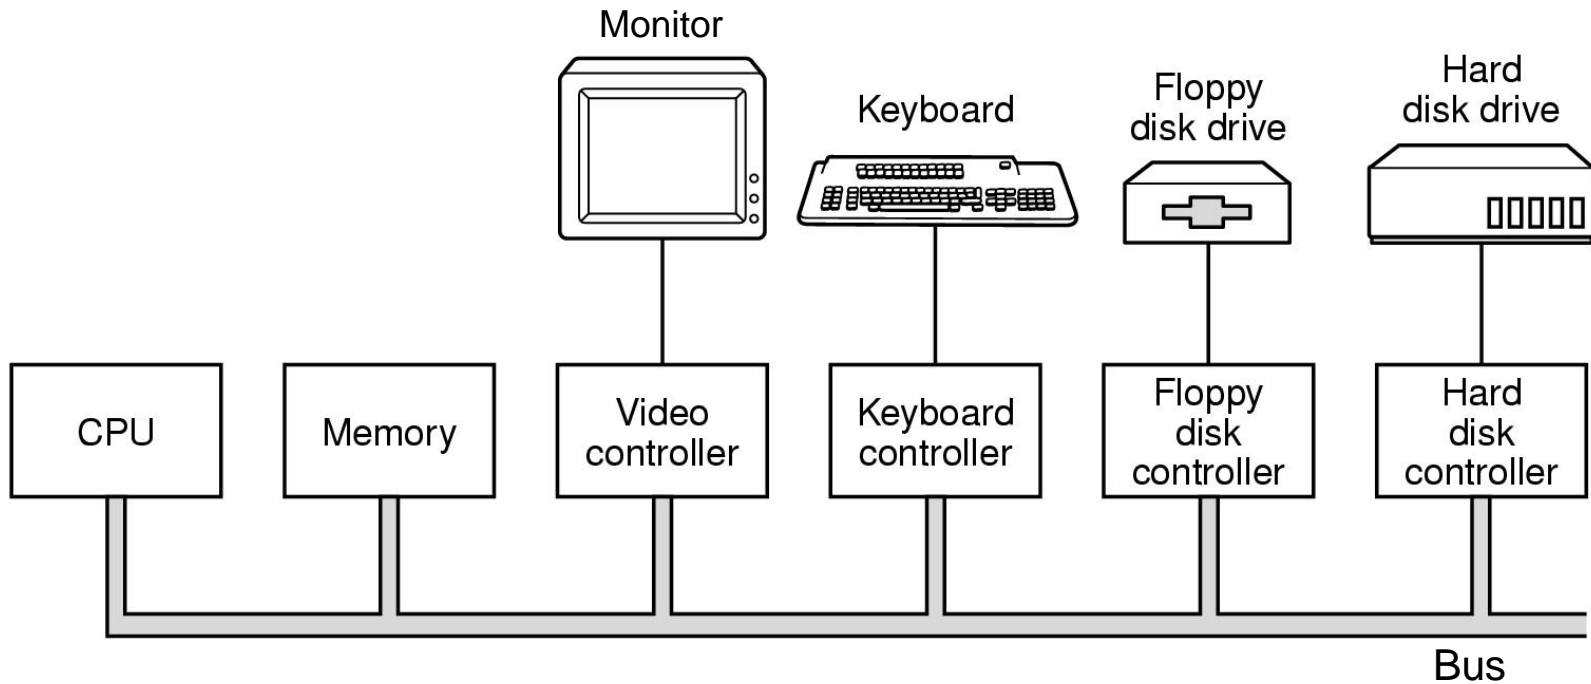 Monitor
Keyboard
Floppy
disk drive
Hard
disk drive
CPU
Memory
Video
controller
Keyboard
controller
Floppy
disk
controller
Hard
disk
controller
Bus